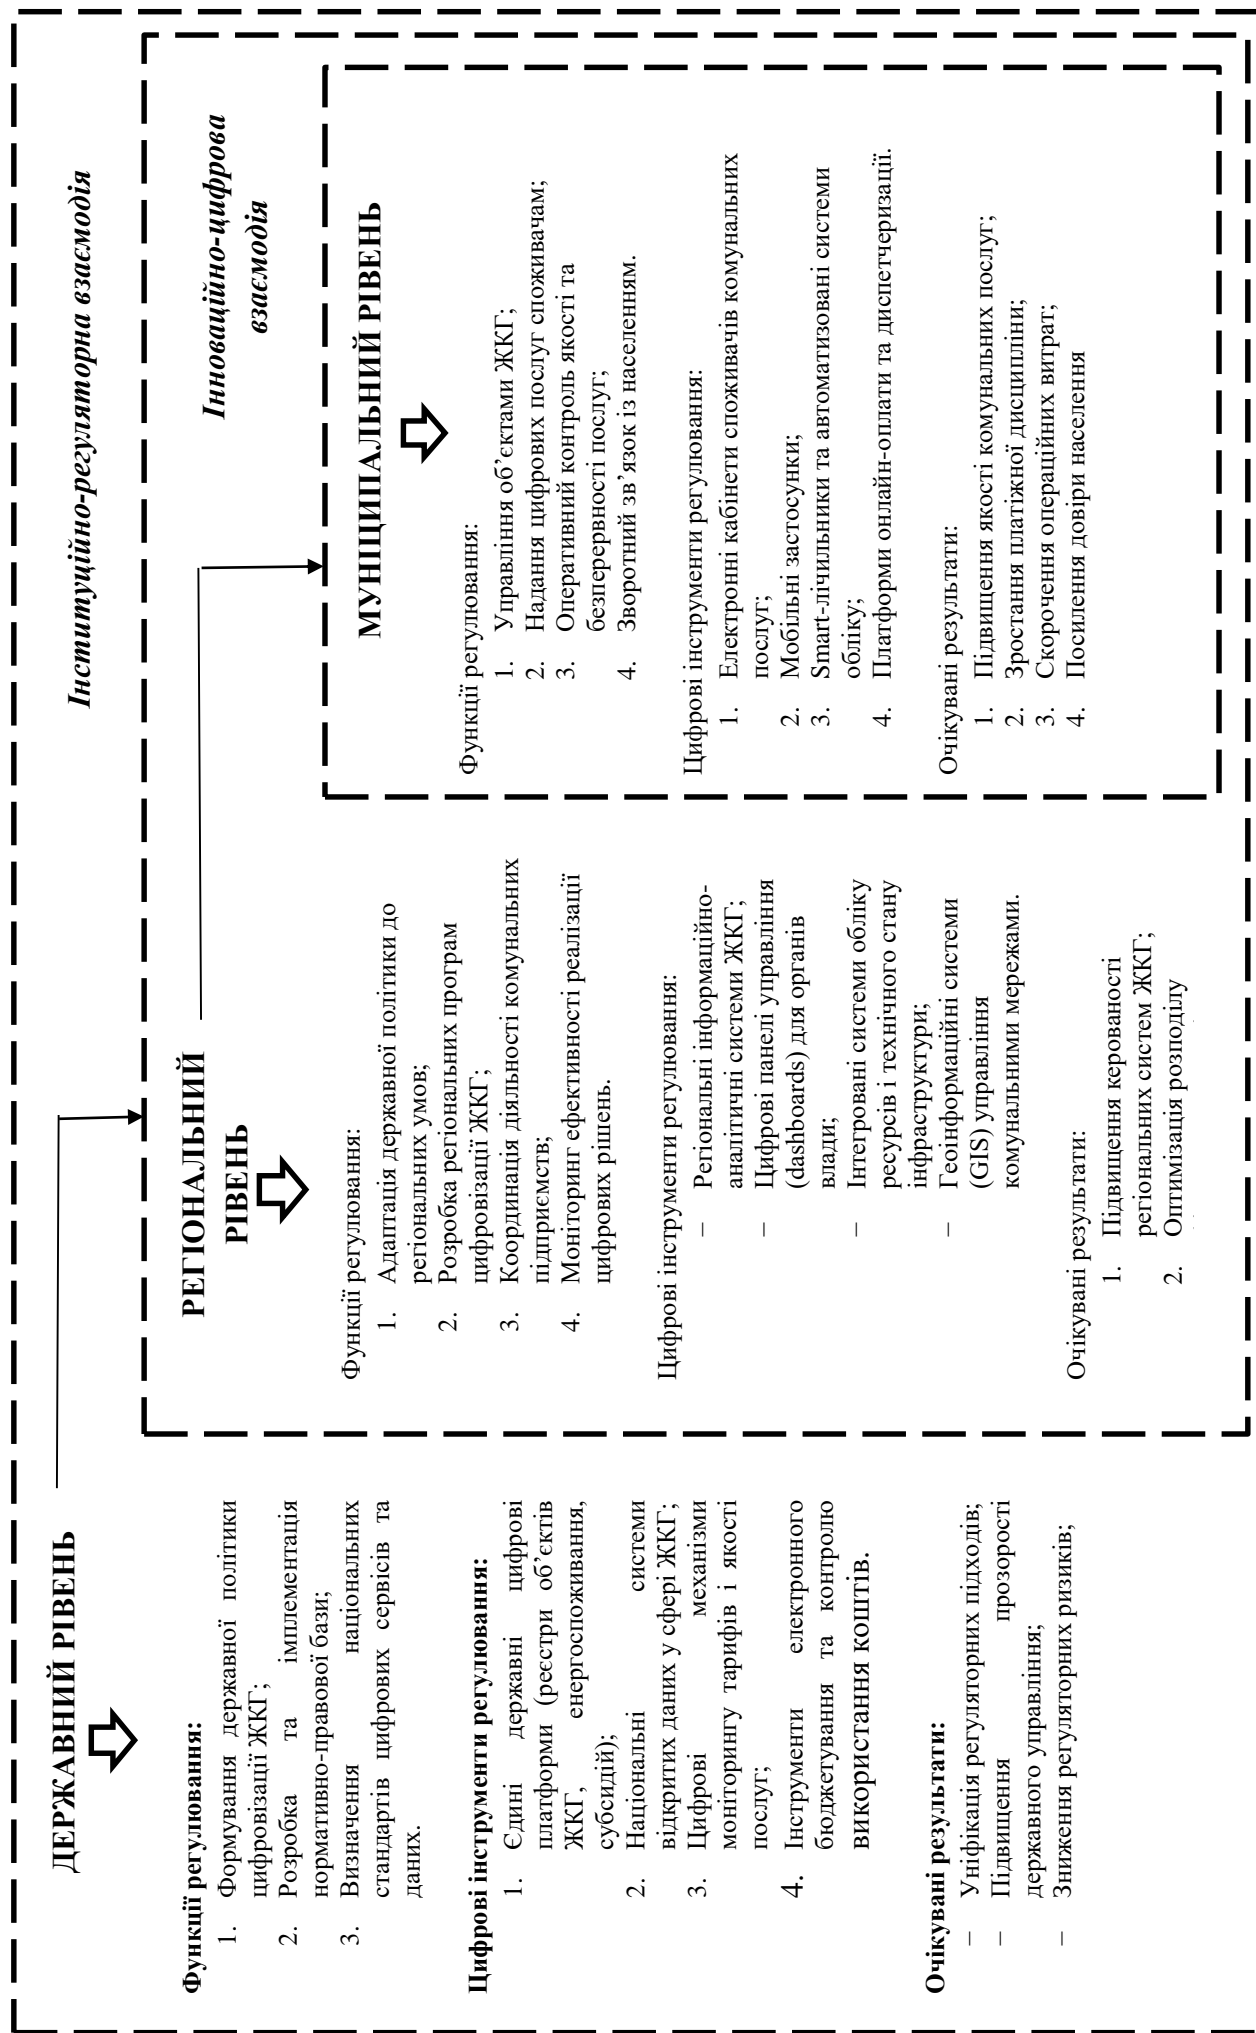 Інституційно-регуляторна взаємодія
Інноваційно-цифрова
взаємодія
ДЕРЖАВНИЙ РІВЕНЬ
Функції регулювання:
1. Формування державної політики
цифровізації ЖКГ;
2. Розробка та імплементація
нормативно-правової бази;
3. Визначення національних
стандартів цифрових сервісів та
даних.
Цифрові інструменти регулювання:
1. Єдині державні цифрові
платформи (реєстри об’єктів
ЖКГ, енергоспоживання,
субсидій);
2. Національні системи
відкритих даних у сфері ЖКГ;
3. Цифрові механізми
моніторингу тарифів і якості
послуг;
4. Інструменти електронного
бюджетування та контролю
використання коштів.
Очікувані результати:
– Уніфікація регуляторних підходів;
– Підвищення прозорості
державного управління;
– Зниження регуляторних ризиків;
РЕГІОНАЛЬНИЙ
РІВЕНЬ
Функції регулювання:
1. Адаптація державної політики до
регіональних умов;
2. Розробка регіональних програм
цифровізації ЖКГ;
3. Координація діяльності комунальних
підприємств;
4. Моніторинг ефективності реалізації
цифрових рішень.
Цифрові інструменти регулювання:
– Регіональні інформаційно-
аналітичні системи ЖКГ;
– Цифрові панелі управління
(dashboards) для органів
влади;
– Інтегровані системи обліку
ресурсів і технічного стану
інфраструктури;
– Геоінформаційні системи
(GIS) управління
комунальними мережами.
Очікувані результати:
1. Підвищення керованості
регіональних систем ЖКГ;
2. Оптимізація розподілу
МУНІЦИПАЛЬНИЙ РІВЕНЬ
Функції регулювання:
1. Управління об’єктами ЖКГ;
2. Надання цифрових послуг споживачам;
3. Оперативний контроль якості та
безперервності послуг;
4. Зворотний зв’язок із населенням.
Цифрові інструменти регулювання:
1. Електронні кабінети споживачів комунальних
послуг;
2. Мобільні застосунки;
3. Smart-лічильники та автоматизовані системи
обліку;
4. Платформи онлайн-оплати та диспетчеризації.
Очікувані результати:
1. Підвищення якості комунальних послуг;
2. Зростання платіжної дисципліни;
3. Скорочення операційних витрат;
4. Посилення довіри населення